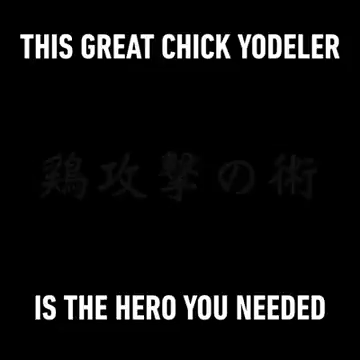 THIS GREAT CHICK YODELER
鶏攻撃の術
IS THE HERO YOU NEEDED